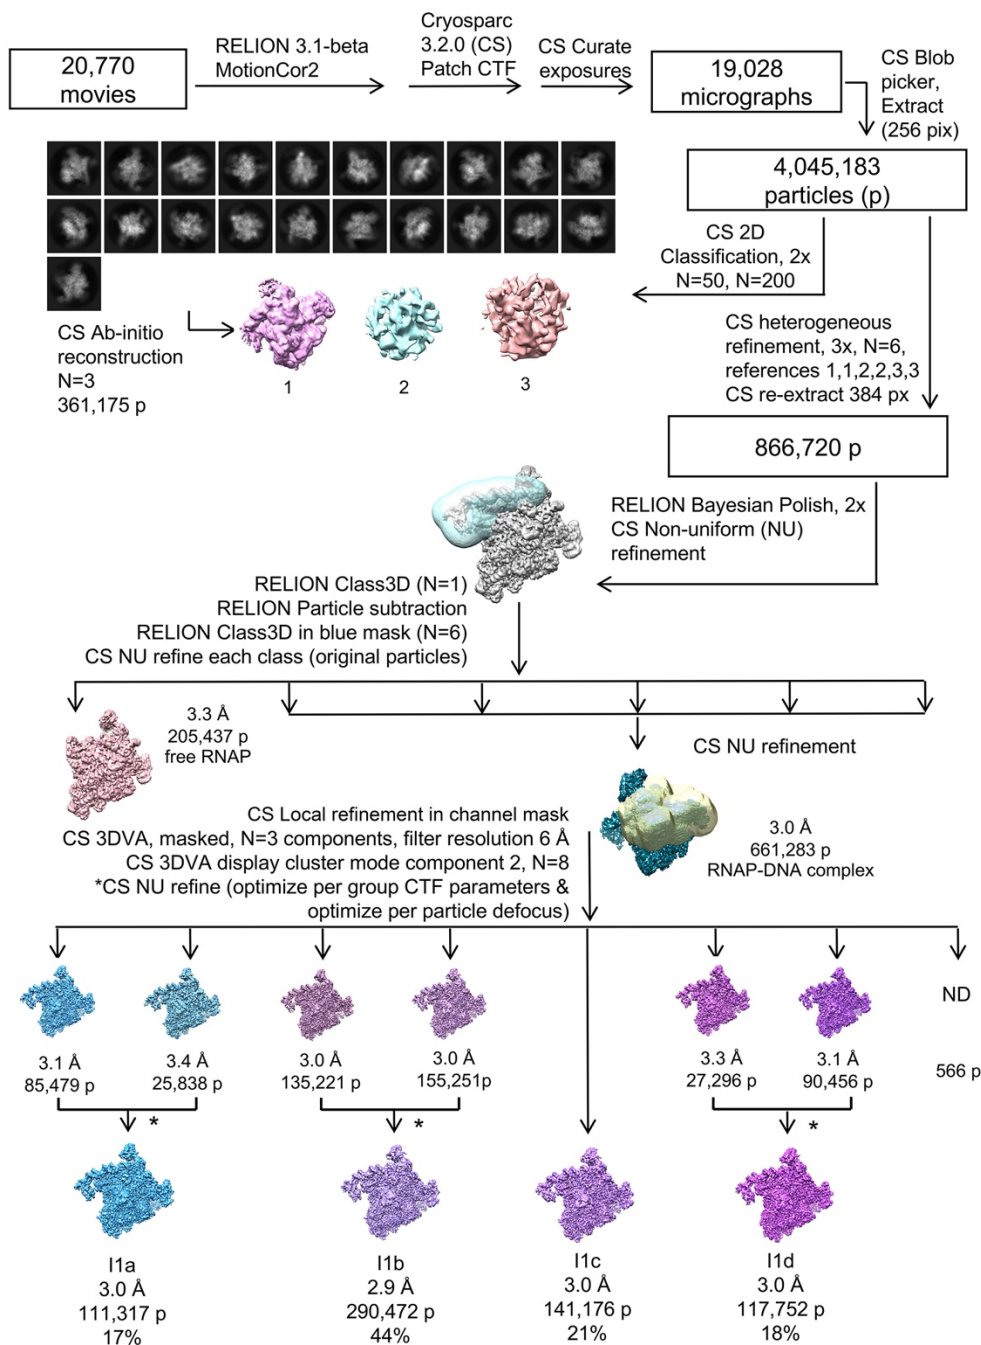 20,770
movies
RELION 3.1-beta
MotionCor2
Cryosparc
3.2.0 (CS)
Patch CTF
CS Curate
exposures
19,028
micrographs
CS Blob
picker,
Extract
(256 pix)
4,045,183
particles (p)
CS 2D
Classification, 2x
N=50, N=200
CS Ab-initio
reconstruction
N=3
361,175 p
1
2
3
CS heterogeneous
refinement, 3x, N=6,
references 1,1,2,2,3,3
CS re-extract 384 px
866,720 p
RELION Bayesian Polish, 2x
CS Non-uniform (NU)
refinement
RELION Class3D (N=1)
RELION Particle subtraction
RELION Class3D in blue mask (N=6)
CS NU refine each class (original particles)
3.3 Å
205,437 p
free RNAP
CS NU refinement
3.0 Å
661,283 p
RNAP-DNA complex
CS Local refinement in channel mask
CS 3DVA, masked, N=3 components, filter resolution 6 Å
CS 3DVA display cluster mode component 2, N=8
*CS NU refine (optimize per group CTF parameters &
optimize per particle defocus)
3.1 Å
85,479 p
3.4 Å
25,838 p
3.0 Å
135,221 p
3.0 Å
155,251p
3.3 Å
27,296 p
3.1 Å
90,456 p
ND
566 p
*
*
*
I1a
3.0 Å
111,317 p
17%
I1b
2.9 Å
290,472 p
44%
I1c
3.0 Å
141,176 p
21%
I1d
3.0 Å
117,752 p
18%